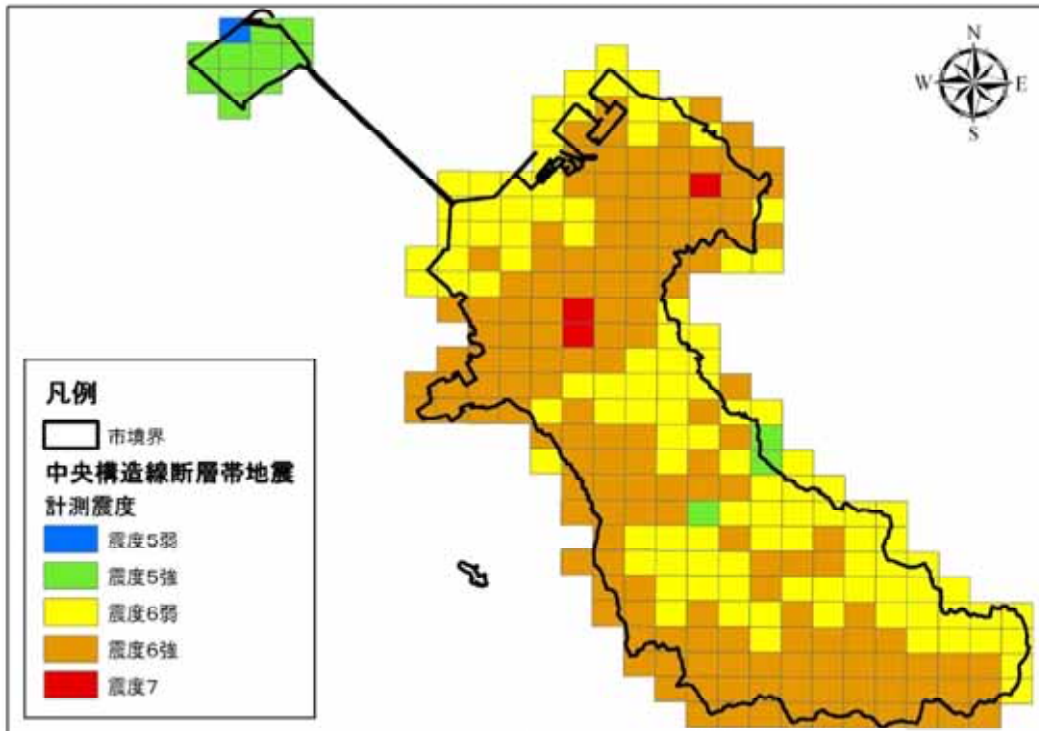 N
W E
S
凡例
市境界
中央構造線断層帯地震
計測震度
震度5弱
震度5強
震度6弱
震度6強
震度7